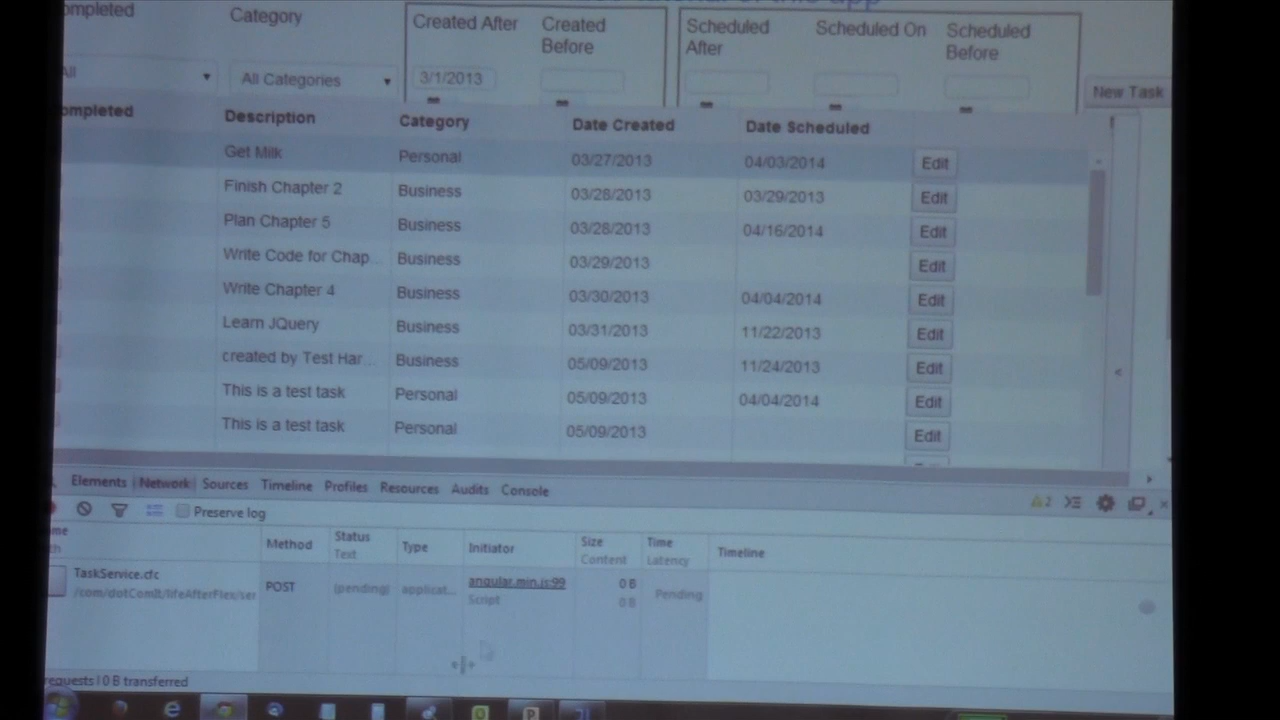 ompleted Category Created After Created Before Scheduled After Scheduled On Scheduled Before
All All Categories 3/1/2013 New Task
ompleted Description Category Date Created Date Scheduled
Get Milk Personal 03/27/2013 04/03/2014 Edit
Finish Chapter 2 Business 03/28/2013 03/29/2013 Edit
Plan Chapter 5 Business 03/28/2013 04/16/2014 Edit
Write Code for Chap... Business 03/29/2013 Edit
Write Chapter 4 Business 03/30/2013 04/04/2014 Edit
Learn JQuery Business 03/31/2013 11/22/2013 Edit
created by Test Har... Business 05/09/2013 11/24/2013 Edit
This is a test task Personal 05/09/2013 04/04/2014 Edit
This is a test task Personal 05/09/2013 Edit
Elements Network Sources Timeline Profiles Resources Audits Console
Preserve log
Method Status Text Type Initiator Size Content Time Latency Timeline
TaskService.cfc POST (pending) applicat... angular.min.js:99 0 B Pending
/com/dotComIt/lifeAfterFlex/ser Script 0 B
requests | 0 B transferred